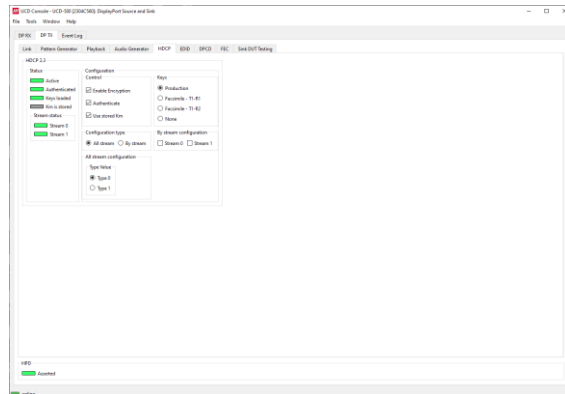 UCD Console - UCD-500 [2304C560]: DisplayPort Source and Sink
File Tools Window Help
DP RX DP TX Event Log
Link Pattern Generator Playback Audio Generator HDCP EDID DPCD FEC Sink DUT Testing
HDCP 2.3
Status
Active
Authenticated
Keys loaded
Km is stored
Stream status
Stream 0
Stream 1
Configuration
Control
Enable Encryption
Authenticate
Use stored Km
Keys
Production
Facsimile - T1-R1
Facsimile - T1-R2
None
Configuration type
All stream By stream
By stream configuration
Stream 0 Stream 1
All stream configuration
Type Value
Type 0
Type 1
HPD
Asserted